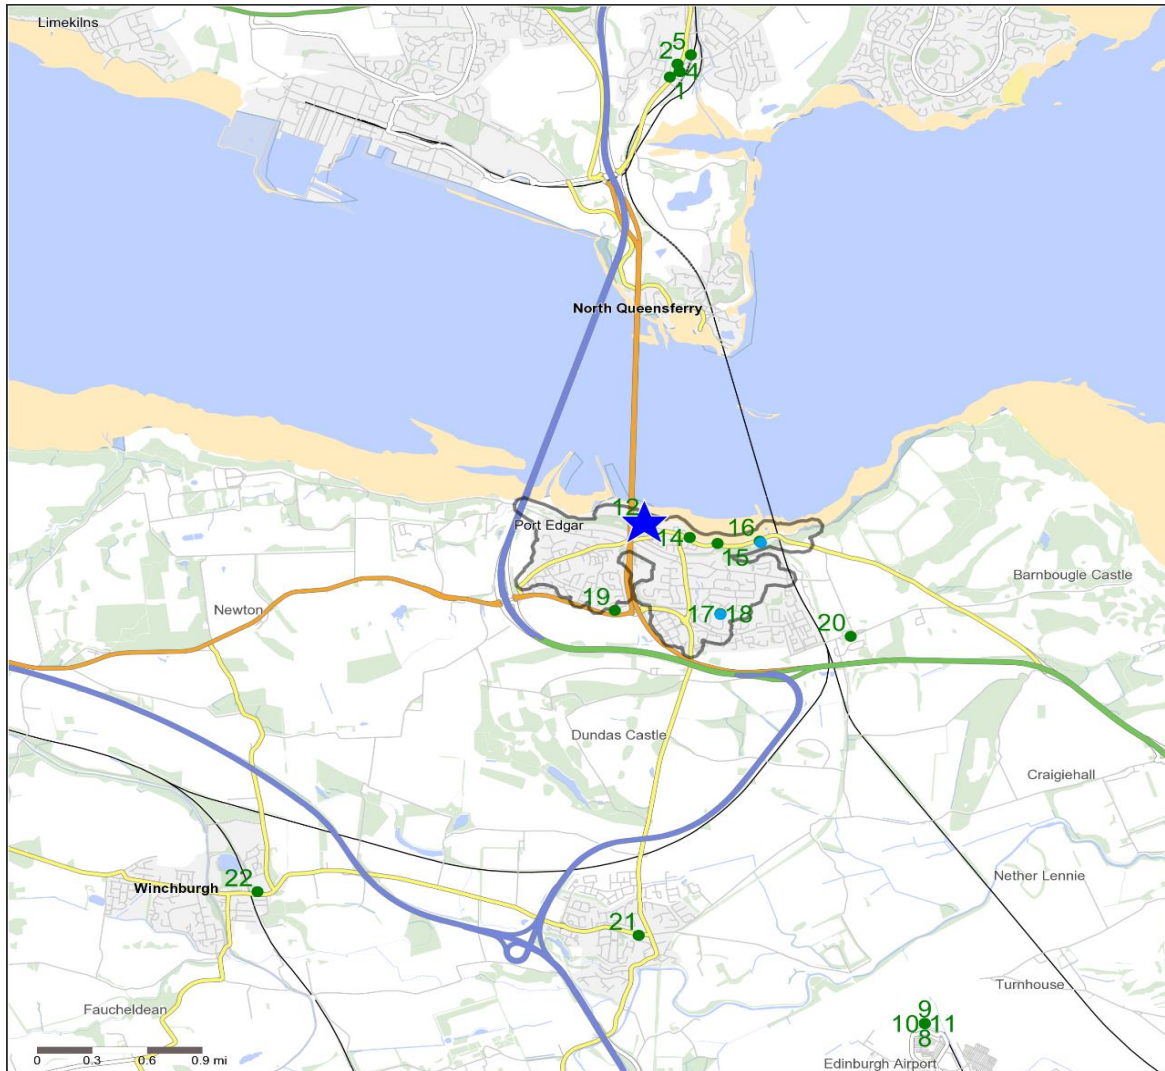 Limekilns
5
2
4
1
North Queensferry
12
Port Edgar
14
16
15
Barnbougle Castle
Newton
19
17 18
20
Dundas Castle
Craigiehall
Nether Lennie
22
Winchburgh
21
Turnhouse
Faucheldean
9
10 11
8
Edinburgh Airport
0 0.3 0.6 0.9 mi